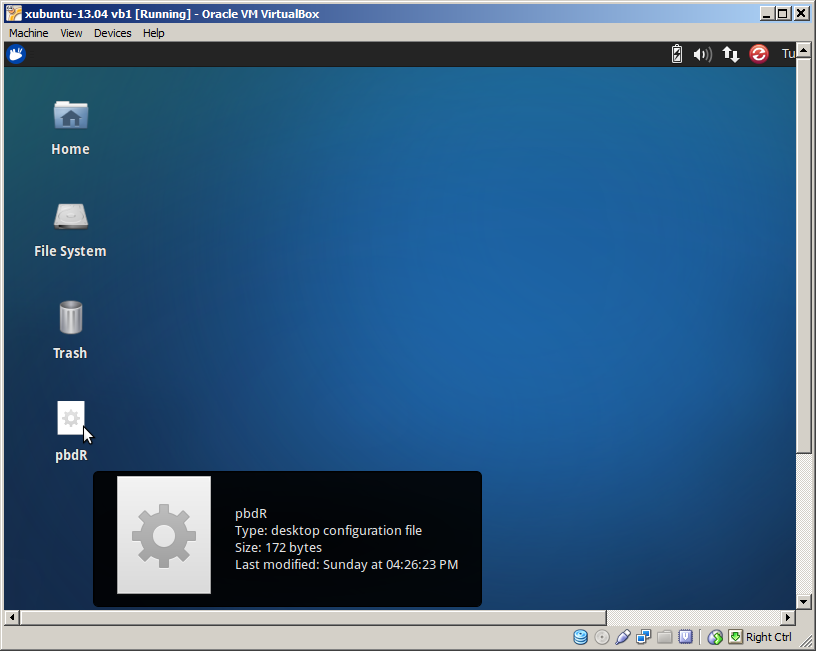 xubuntu-13.04 vb1 [Running] - Oracle VM VirtualBox
Machine View Devices Help
Tu
Home
File System
Trash
pbdR
pbdR
Type: desktop configuration file
Size: 172 bytes
Last modified: Sunday at 04:26:23 PM
Right Ctrl